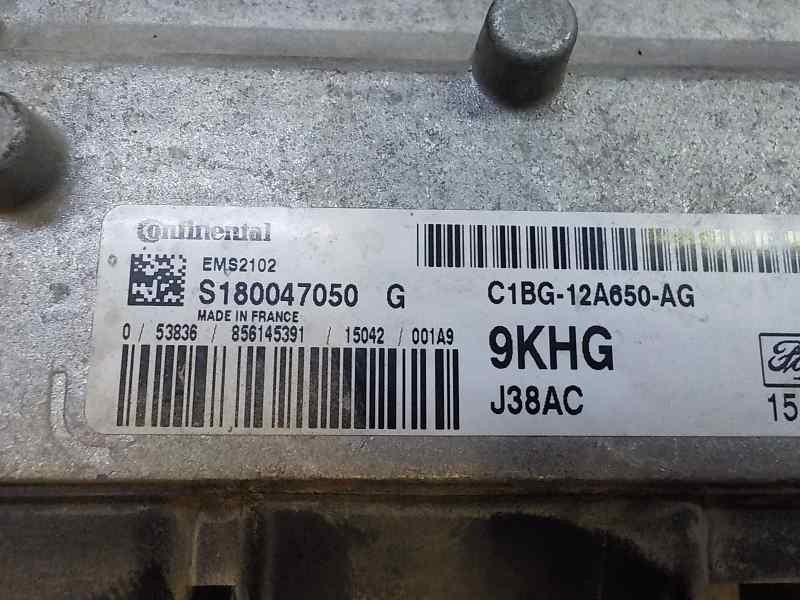 Continental
EMS2102
S180047050 G
MADE IN FRANCE
0 / 53836 / 856145391 / 15042 / 001A9
C1BG-12A650-AG
9KHG
J38AC
15